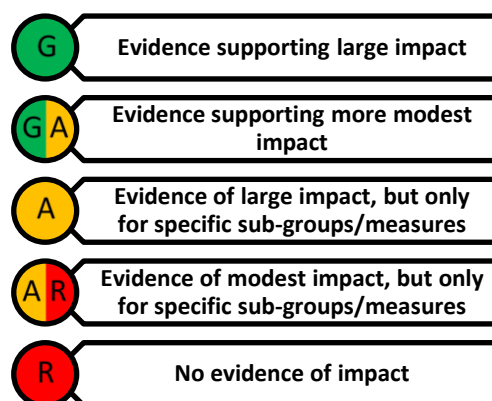 G
Evidence supporting large impact
G A
Evidence supporting more modest
impact
A
Evidence of large impact, but only
for specific sub-groups/measures
A R
Evidence of modest impact, but only
for specific sub-groups/measures
R
No evidence of impact